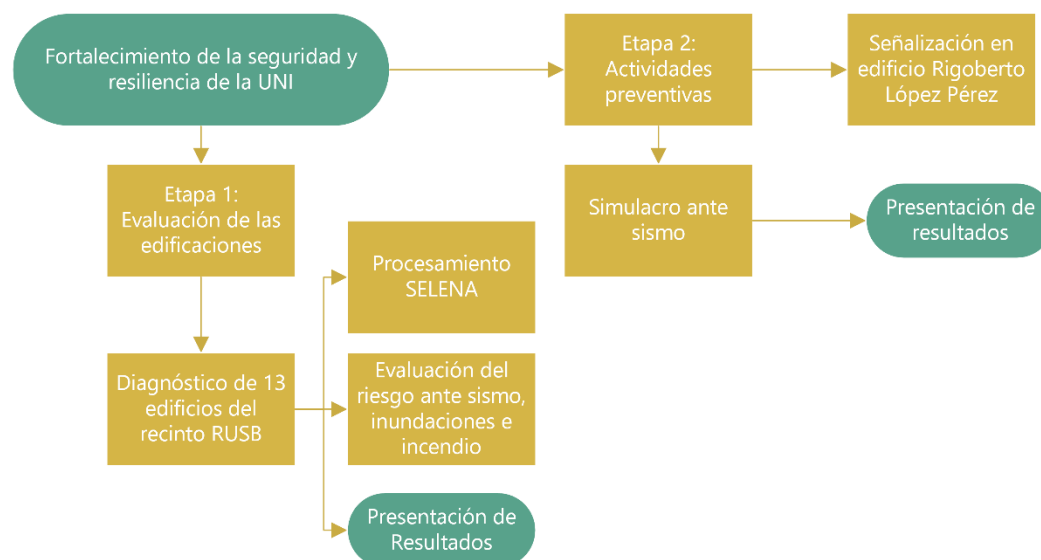 Fortalecimiento de la seguridad y
resiliencia de la UNI
Etapa 2:
Actividades
preventivas
Señalización en
edificio Rigoberto
López Pérez
Etapa 1:
Evaluación de las
edificaciones
Simulacro ante
sismo
Presentación de
resultados
Procesamiento
SELENA
Diagnóstico de 13
edificios del
recinto RUSB
Evaluación del
riesgo ante sismo,
inundaciones e
incendio
Presentación de
Resultados